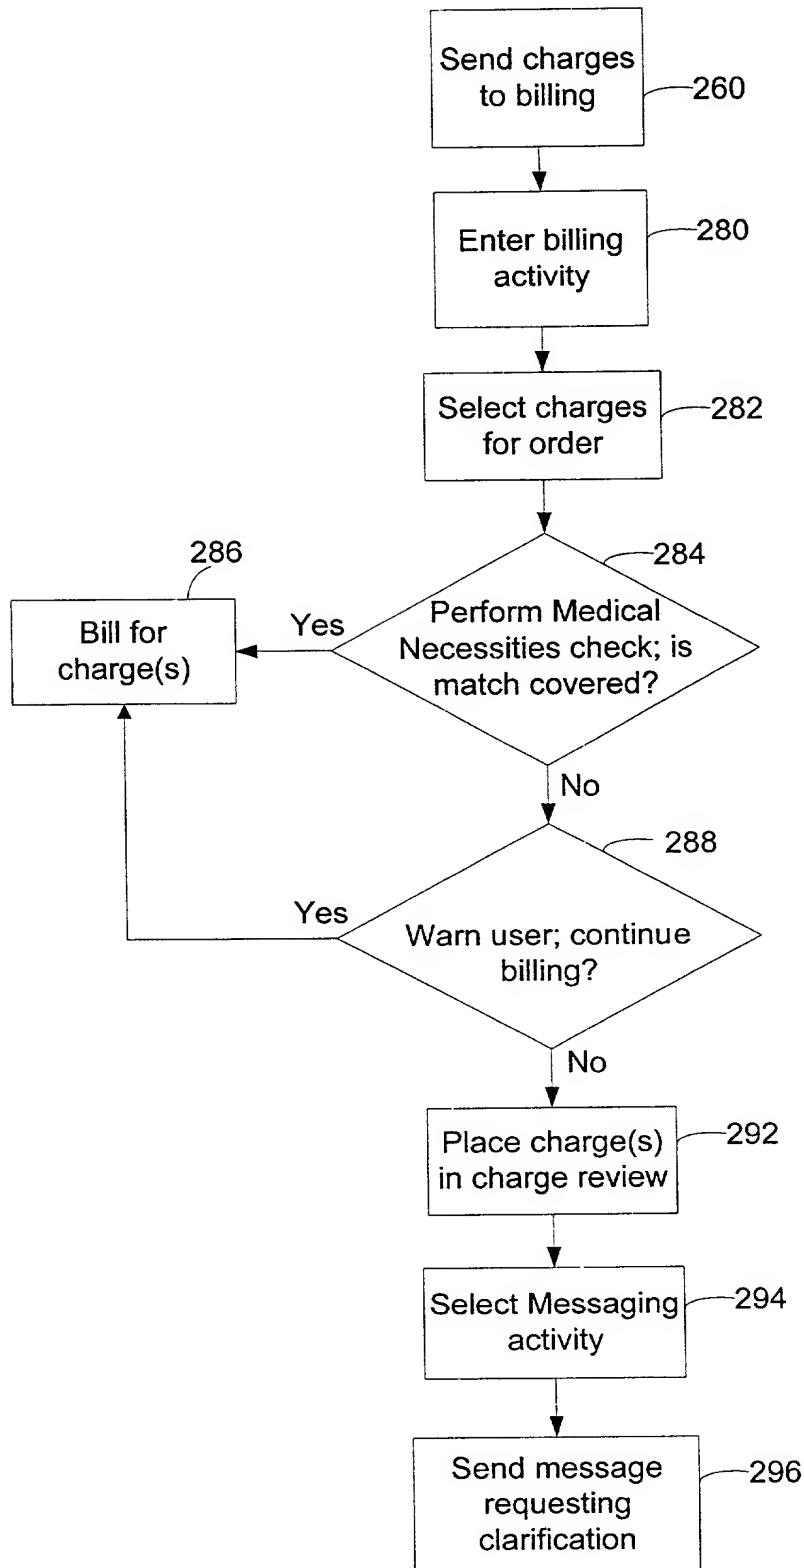 Send charges
to billing
260
Enter billing
activity
280
Select charges
for order
282
286
284
Bill for
charge(s)
Yes
Perform Medical
Necessities check; is
match covered?
No
288
Yes
Warn user; continue
billing?
No
Place charge(s)
in charge review
292
Select Messaging
activity
294
Send message
requesting
clarification
296